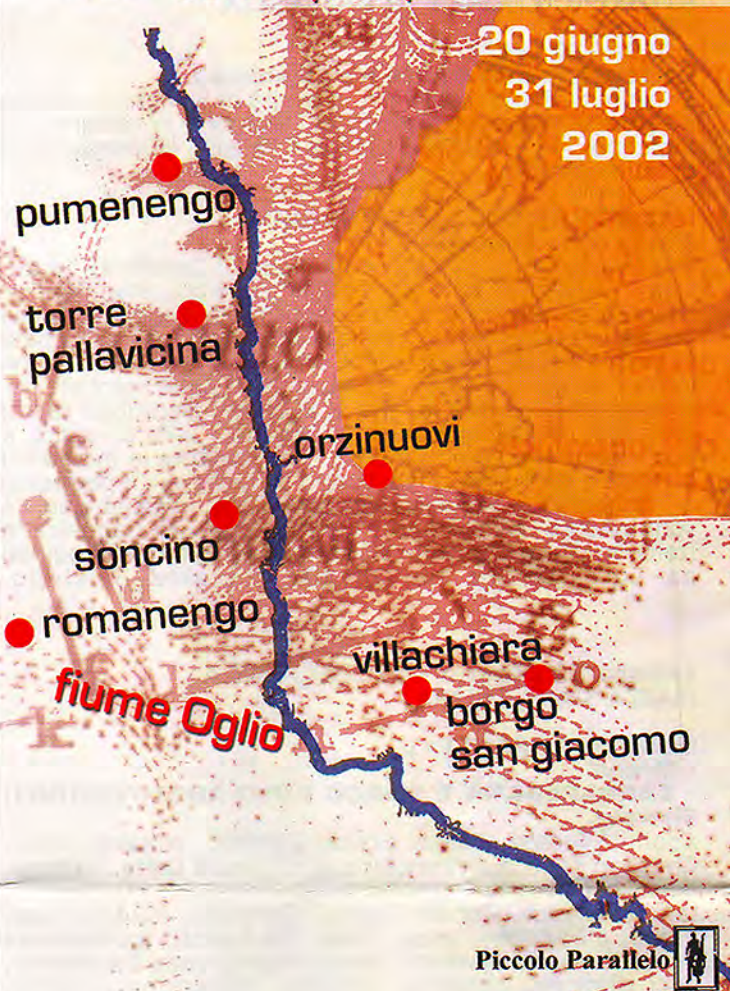 20 giugno
31 luglio
2002
pumenengo
torre
pallavicina
orzinuovi
soncino
romanengo
villachiara
fiume Oglio
borgo
san giacomo
Piccolo Parallelo